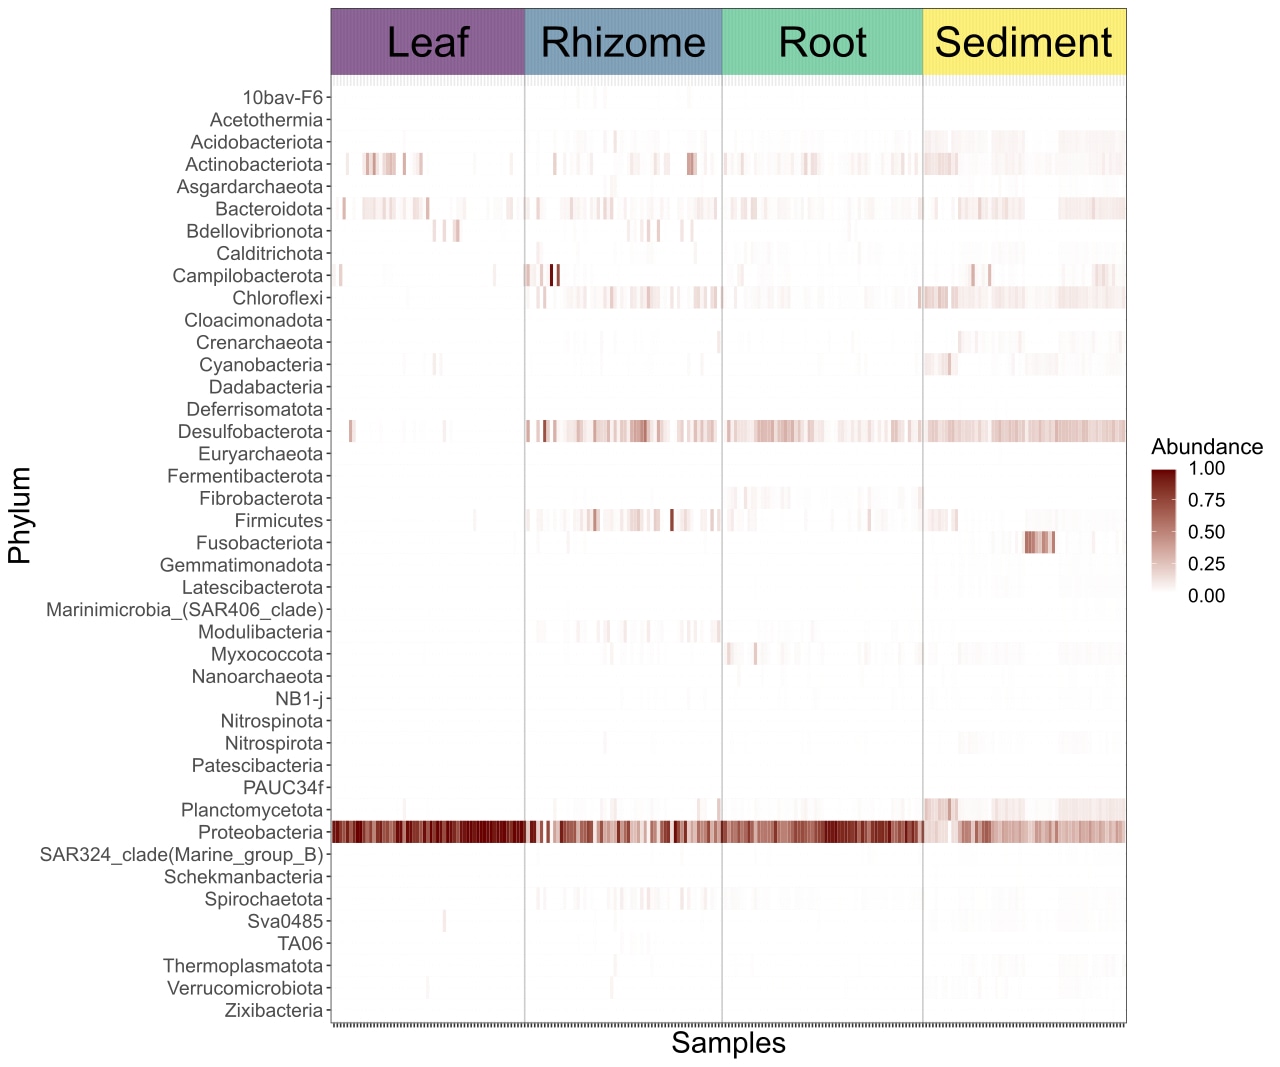 Leaf Rhizome Root Sediment
10bav-F6
Acetothermia
Acidobacteriota
Actinobacteriota
Asgardarchaeota
Bacteroidota
Bdellovibrionota
Calditrichota
Campilobacterota
Chloroflexi
Cloacimonadota
Crenarchaeota
Cyanobacteria
Dadabacteria
Deferrisomatota
Desulfobacterota
Euryarchaeota
Fermentibacterota
Fibrobacterota
Firmicutes
Fusobacteriota
Gemmatimonadota
Latescibacterota
Marinimicrobia_(SAR406_clade)
Modulibacteria
Myxococcota
Nanoarchaeota
NB1-j
Nitrospinota
Nitrospirota
Patescibacteria
PAUC34f
Planctomycetota
Proteobacteria
SAR324_clade(Marine_group_B)
Schekmanbacteria
Spirochaetota
Sva0485
TA06
Thermoplasmatota
Verrucomicrobiota
Zixibacteria
Phylum
Samples
Abundance
1.00
0.75
0.50
0.25
0.00